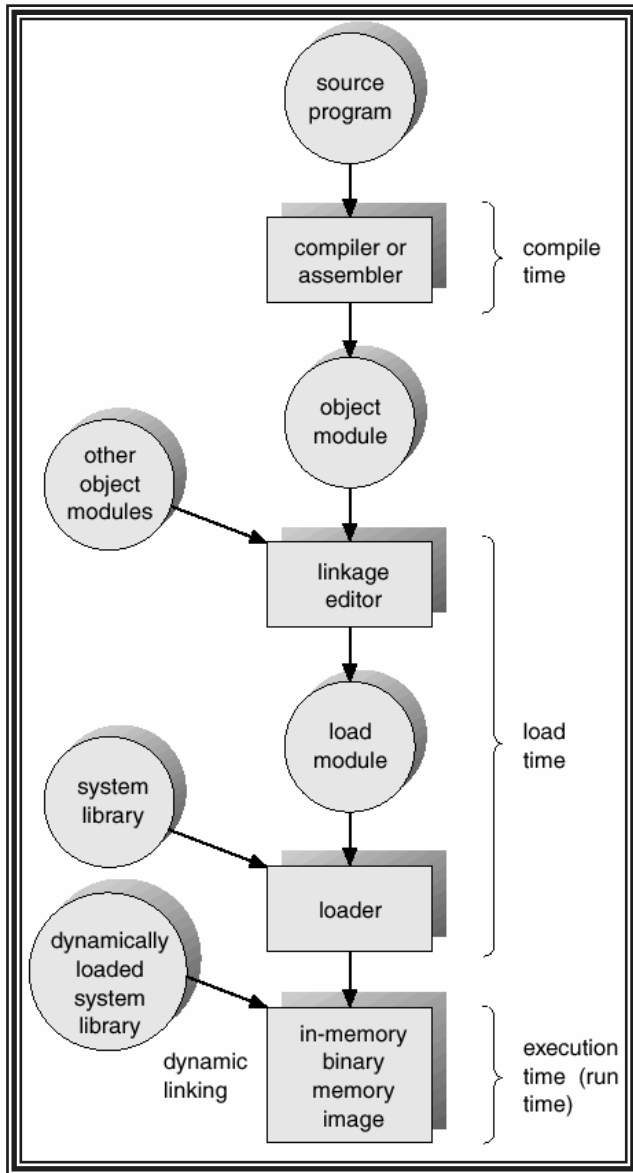 source
program
compiler or
assembler
compile
time
object
module
other
object
modules
linkage
editor
load
module
load
time
system
library
loader
dynamically
loaded
system
library
dynamic
linking
in-memory
binary
memory
image
execution
time (run
time)